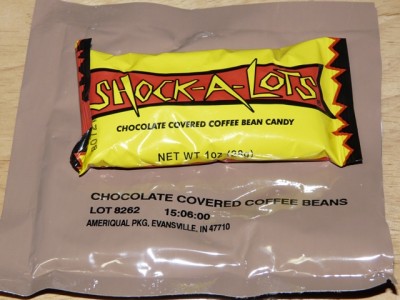 SHOCK-A-LOTS
CHOCOLATE COVERED COFFEE BEAN CANDY
NET WT 1oz (28g)
CHOCOLATE COVERED COFFEE BEANS
LOT 8262 15:06:00
AMERIQUAL PKG. EVANSVILLE, IN 47710